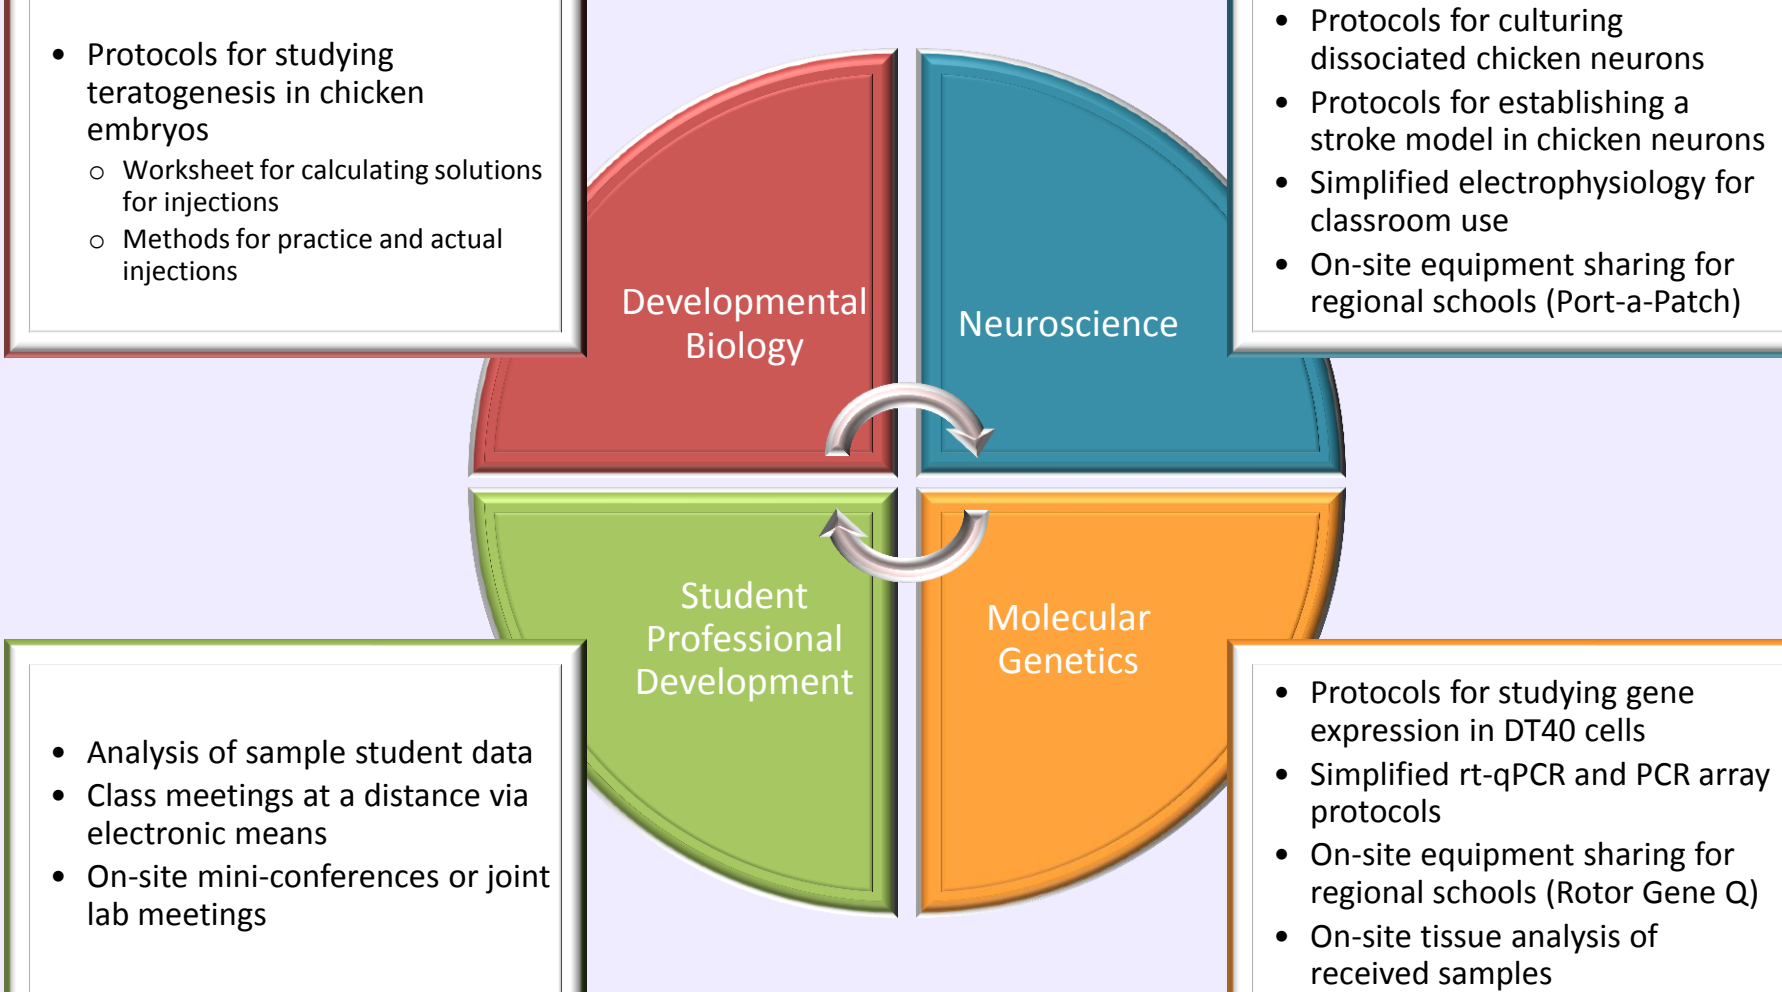 • Protocols for studying
teratogenesis in chicken
embryos
o Worksheet for calculating solutions
for injections
o Methods for practice and actual
injections
• Protocols for culturing
dissociated chicken neurons
• Protocols for establishing a
stroke model in chicken neurons
• Simplified electrophysiology for
classroom use
• On-site equipment sharing for
regional schools (Port-a-Patch)
Developmental
Biology
Neuroscience
Student
Professional
Development
Molecular
Genetics
• Analysis of sample student data
• Class meetings at a distance via
electronic means
• On-site mini-conferences or joint
lab meetings
• Protocols for studying gene
expression in DT40 cells
• Simplified rt-qPCR and PCR array
protocols
• On-site equipment sharing for
regional schools (Rotor Gene Q)
• On-site tissue analysis of
received samples